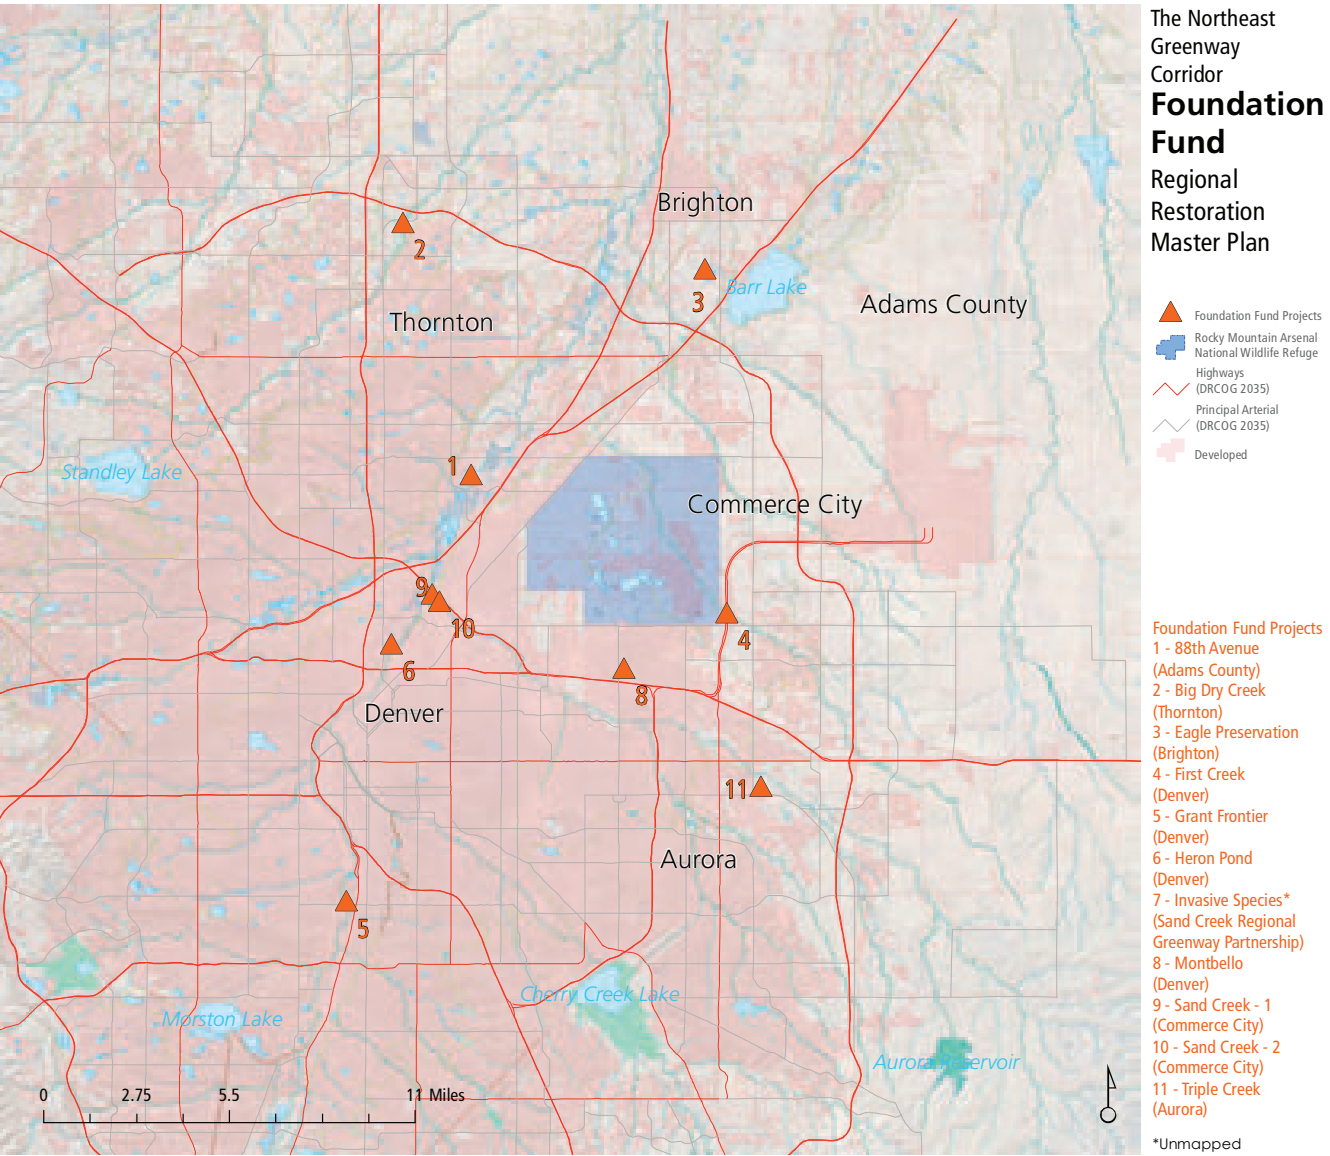 The Northeast
Greenway
Corridor
Foundation
Fund
Regional
Restoration
Master Plan
Foundation Fund Projects
Rocky Mountain Arsenal
National Wildlife Refuge
Highways
(DRCOG 2035)
Principal Arterial
(DRCOG 2035)
Developed
Foundation Fund Projects
1 - 88th Avenue
(Adams County)
2 - Big Dry Creek
(Thornton)
3 - Eagle Preservation
(Brighton)
4 - First Creek
(Denver)
5 - Grant Frontier
(Denver)
6 - Heron Pond
(Denver)
7 - Invasive Species*
(Sand Creek Regional
Greenway Partnership)
8 - Montbello
(Denver)
9 - Sand Creek - 1
(Commerce City)
10 - Sand Creek - 2
(Commerce City)
11 - Triple Creek
(Aurora)
*Unmapped
Brighton
2
Barr Lake
3
Adams County
Thornton
1
Standley Lake
Commerce City
9
10
4
6
8
Denver
11
Aurora
5
Cherry Creek Lake
Morston Lake
Aurora Reservoir
0 2.75 5.5 11 Miles